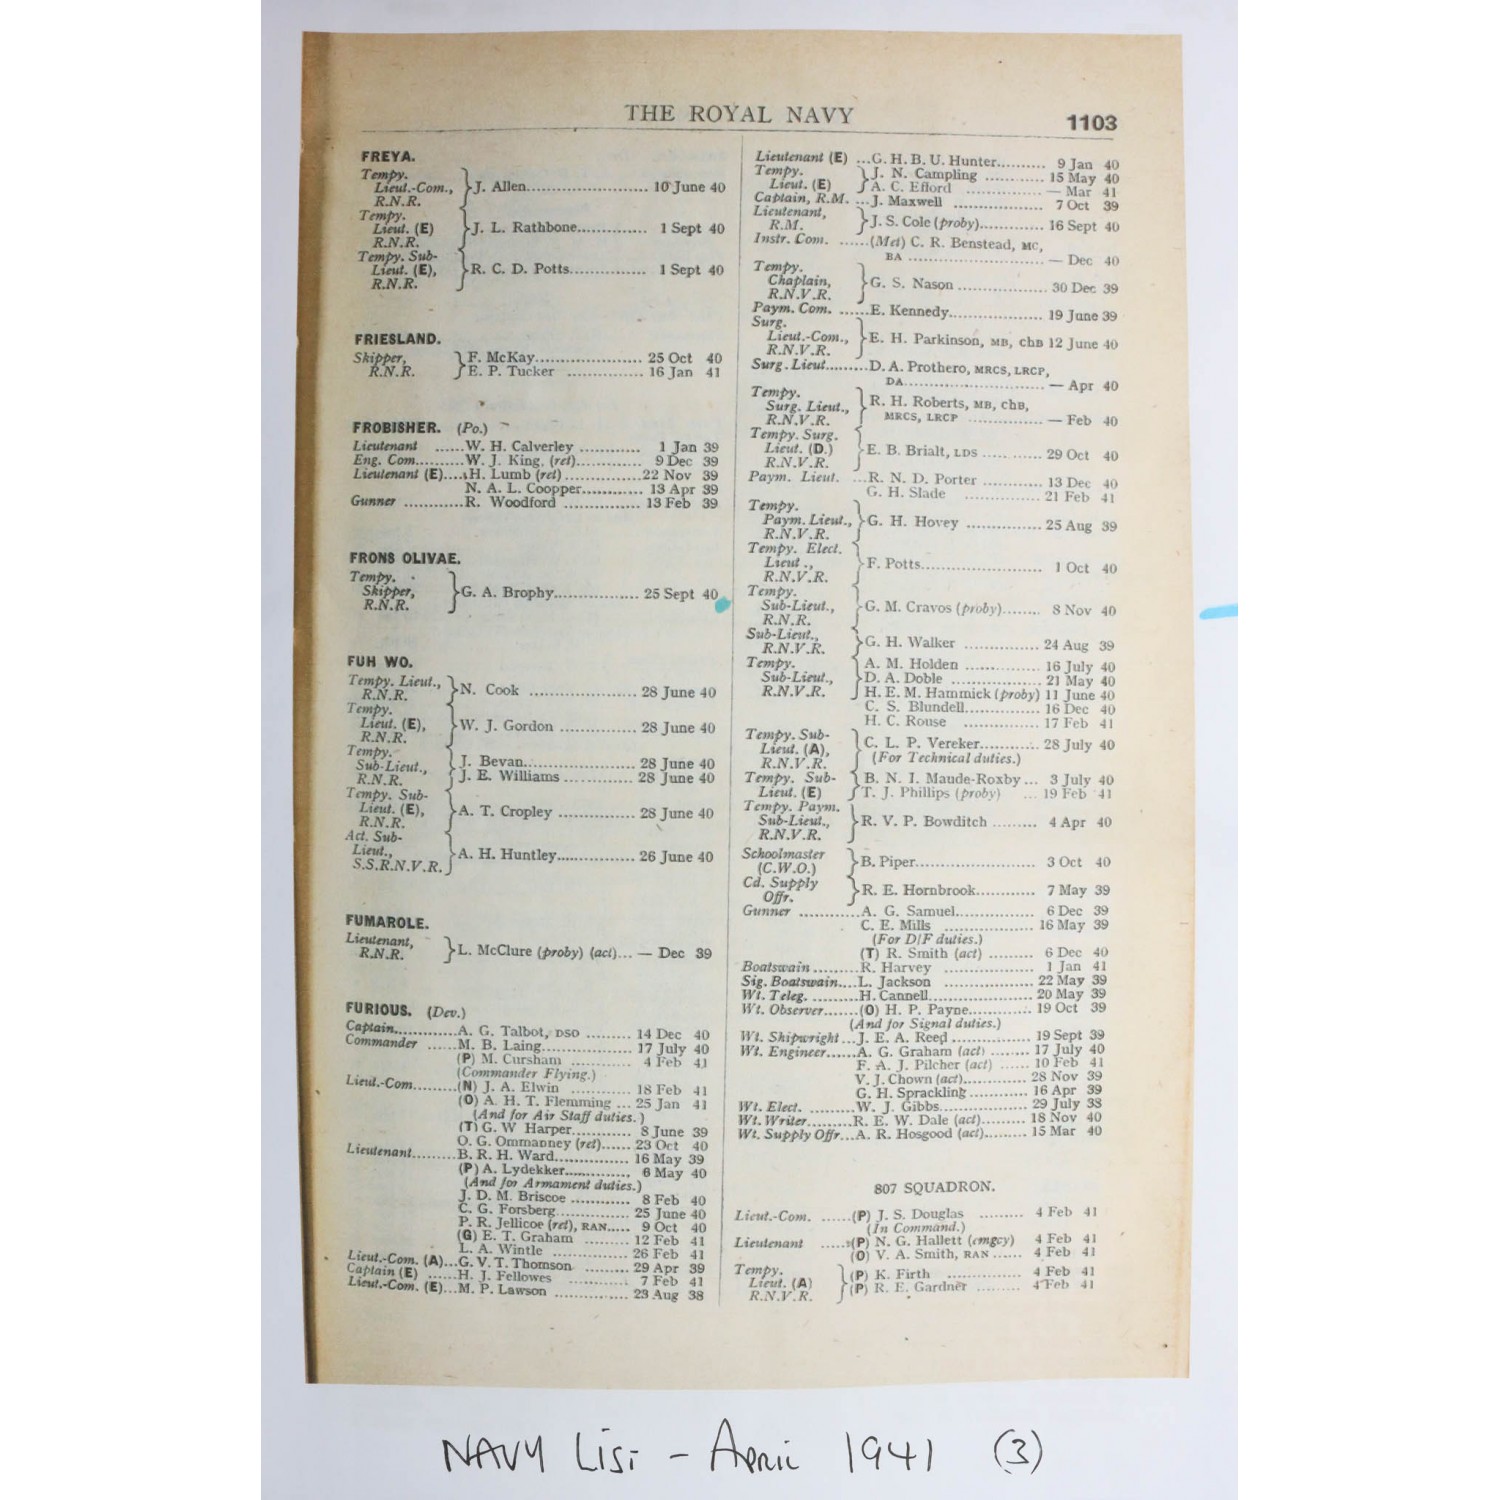 THE ROYAL NAVY
1103
FREYA.
Tempy.
Lieut.-Com., }J. Allen.............................. 10 June 40
R.N.R.
Tempy.
Lieut. (E) }J. L. Rathbone.............. 1 Sept 40
R.N.R.
Tempy. Sub-
Lieut. (E), }R. C. D. Potts............... 1 Sept 40
R.N.R.
FRIESLAND.
Skipper, }F. McKay...................... 25 Oct 40
R.N.R. E. P. Tucker ............... 16 Jan 41
FROBISHER. (Po.)
Lieutenant ......W. H. Calverley ............ 1 Jan 39
Eng. Com..........W. J. King, (ret)............. 9 Dec 39
Lieutenant (E)....H. Lumb (ret)...............22 Nov 39
N. A. L. Coopper............ 13 Apr 39
Gunner ............R. Woodford ............... 13 Feb 39
FRONS OLIVAE.
Tempy.
Skipper, }G. A. Brophy................. 25 Sept 40
R.N.R.
FUH WO.
Tempy. Lieut., }N. Cook ...................... 28 June 40
R.N.R.
Tempy.
Lieut. (E), }W. J. Gordon ............... 28 June 40
R.N.R.
Tempy.
Sub-Lieut., }J. Bevan....................... 28 June 40
R.N.R. J. E. Williams ............. 28 June 40
Tempy. Sub-
Lieut. (E), }A. T. Cropley ............... 28 June 40
R.N.R.
Act. Sub-
Lieut., }A. H. Huntley................ 26 June 40
S.S.R.N.V.R.
FUMAROLE.
Lieutenant, }L. McClure (proby) (act)... — Dec 39
R.N.R.
FURIOUS. (Dev.)
Captain.............A. G. Talbot, DSO ......... 14 Dec 40
Commander ......M. B. Laing.................. 17 July 40
(P) M. Cursham ............ 4 Feb 41
(Commander Flying.)
Lieut.-Com.........(N) J. A. Elwin ............ 18 Feb 41
(O) A. H. T. Flemming ... 25 Jan 41
(And for Air Staff duties.)
(T) G. W Harper............ 8 June 39
O. G. Ommanney (ret)...... 23 Oct 40
Lieutenant.........B. R. H. Ward............... 16 May 39
(P) A. Lydekker............. 6 May 40
(And for Armament duties.)
J. D. M. Briscoe ............ 8 Feb 40
C. G. Forsberg............... 25 June 40
P. R. Jellicoe (ret), RAN..... 9 Oct 40
(G) E. T. Graham ......... 12 Feb 41
L. A. Wintle ............... 26 Feb 41
Lieut.-Com. (A)...G. V. T. Thomson ......... 29 Apr 39
Captain (E) ......H. J. Fellowes ............ 7 Feb 41
Lieut.-Com. (E)...M. P. Lawson ............... 23 Aug 38
Lieutenant (E) ...G. H. B. U. Hunter.......... 9 Jan 40
Tempy. }J. N. Campling ............ 15 May 40
Lieut. (E) A. C. Efford ............... — Mar 41
Captain, R.M. ...J. Maxwell .................. 7 Oct 39
Lieutenant, }J. S. Cole (proby)............. 16 Sept 40
R.M.
Instr. Com. ......(Met) C. R. Benstead, MC,
BA ........................... — Dec 40
Tempy.
Chaplain, }G. S. Nason .................. 30 Dec 39
R.N.V.R.
Paym. Com. ......E. Kennedy................... 19 June 39
Surg.
Lieut.-Com., }E. H. Parkinson, MB, chB 12 June 40
R.N.V.R.
Surg. Lieut.........D. A. Prothero, MRCS, LRCP,
DA............................ — Apr 40
Tempy.
Surg. Lieut., }R. H. Roberts, MB, chB,
R.N.V.R. MRCS, LRCP ............... — Feb 40
Tempy. Surg.
Lieut. (D.) }E. B. Brialt, LDS ............ 29 Oct 40
R.N.V.R.
Paym. Lieut. ...R. N. D. Porter ............ 13 Dec 40
G. H. Slade ............... 21 Feb 41
Tempy.
Paym. Lieut., }G. H. Hovey ............... 25 Aug 39
R.N.V.R.
Tempy. Elect.
Lieut., }F. Potts......................... 1 Oct 40
R.N.V.R.
Tempy.
Sub-Lieut., }G. M. Cravos (proby)........ 8 Nov 40
R.N.R.
Sub-Lieut., }G. H. Walker ............... 24 Aug 39
R.N.V.R.
Tempy. A. M. Holden ............... 16 July 40
Sub-Lieut., }D. A. Doble .................. 21 May 40
R.N.V.R. H. E. M. Hammick (proby) 11 June 40
C. S. Blundell............... 16 Dec 40
H. C. Rouse ............... 17 Feb 41
Tempy. Sub-
Lieut. (A), }C. L. P. Vereker............ 28 July 40
R.N.V.R. (For Technical duties.)
Tempy. Sub- }B. N. I. Maude-Roxby... 3 July 40
Lieut. (E) T. J. Phillips (proby) ... 19 Feb 41
Tempy. Paym.
Sub-Lieut., }R. V. P. Bowditch ......... 4 Apr 40
R.N.V.R.
Schoolmaster }B. Piper........................ 3 Oct 40
(C.W.O.)
Cd. Supply }R. E. Hornbrook............ 7 May 39
Offr.
Gunner ............A. G. Samuel................ 6 Dec 39
C. E. Mills .................. 16 May 39
(For D/F duties.)
(T) R. Smith (act) ......... 6 Dec 40
Boatswain .........R. Harvey .................. 1 Jan 41
Sig. Boatswain....L. Jackson .................. 22 May 39
Wt. Teleg. .........H. Cannell..................... 20 May 39
Wt. Observer.......(O) H. P. Payne............ 19 Oct 39
(And for Signal duties.)
Wt. Shipwright...J. E. A. Reed ............... 19 Sept 39
Wt. Engineer......A. G. Graham (act) ........ 17 July 40
F. A. J. Pilcher (act) ...... 10 Feb 41
V. J. Chown (act)............ 28 Nov 39
G. H. Sprackling............ 16 Apr 39
Wt. Elect. .........W. J. Gibbs.................. 29 July 38
Wt. Writer.........R. E. W. Dale (act)......... 18 Nov 40
Wt. Supply Offr...A. R. Hosgood (act)......... 15 Mar 40
807 SQUADRON.
Lieut.-Com. ......(P) J. S. Douglas ......... 4 Feb 41
(In Command.)
Lieutenant ......(P) N. G. Hallett (emgcy) 4 Feb 41
(O) V. A. Smith, RAN ...... 4 Feb 41
Tempy. }(P) K. Firth ............... 4 Feb 41
Lieut. (A) (P) R. E. Gardner ......... 4 Feb 41
R.N.V.R.
NAVY LIST - APRIL 1941 (3)